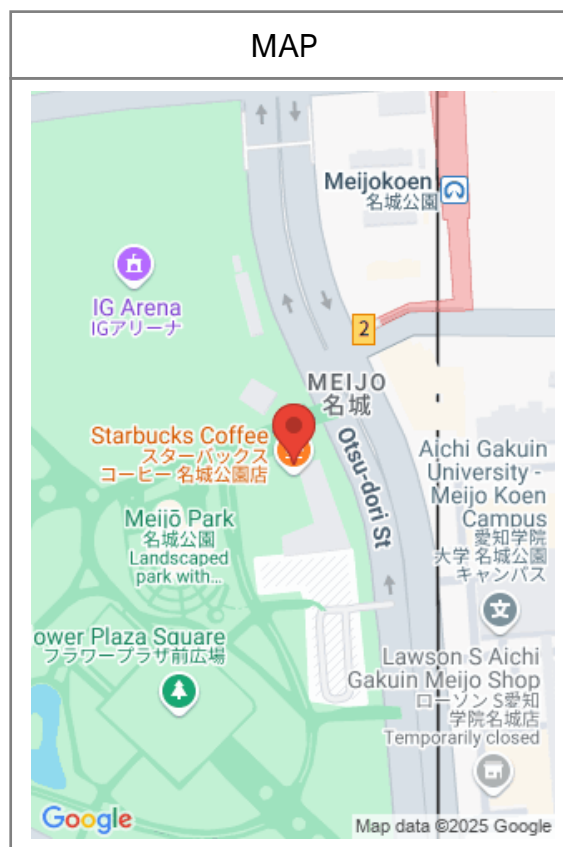 MAP
Meijokoen
名城公園
IG Arena
IGアリーナ
2
MEIJO
名城
Starbucks Coffee
スターバックス
コーヒー 名城公園店
Otsu-dori St
Aichi Gakuin
University -
Meijo Koen
Campus
愛知学院
大学 名城公園
キャンパス
Meijō Park
名城公園
Landscaped
park with...
ower Plaza Square
フラワープラザ前広場
Lawson S Aichi
Gakuin Meijo Shop
ローソン S愛知
学院名城店
Temporarily closed
Google
Map data ©2025 Google